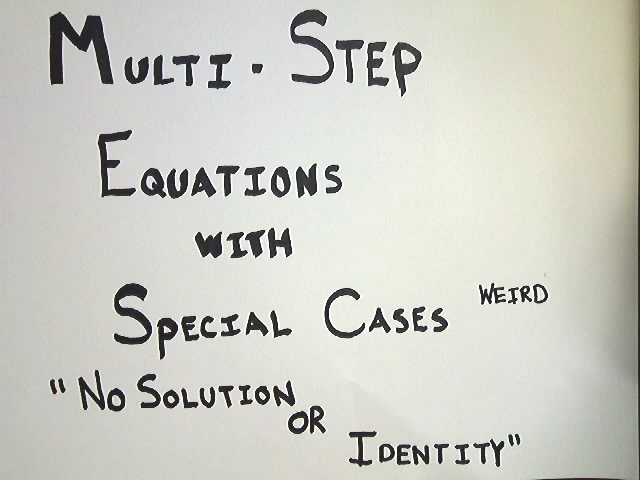 MULTI-STEP
EQUATIONS
WITH
SPECIAL CASES WEIRD
"NO SOLUTION
OR
IDENTITY"